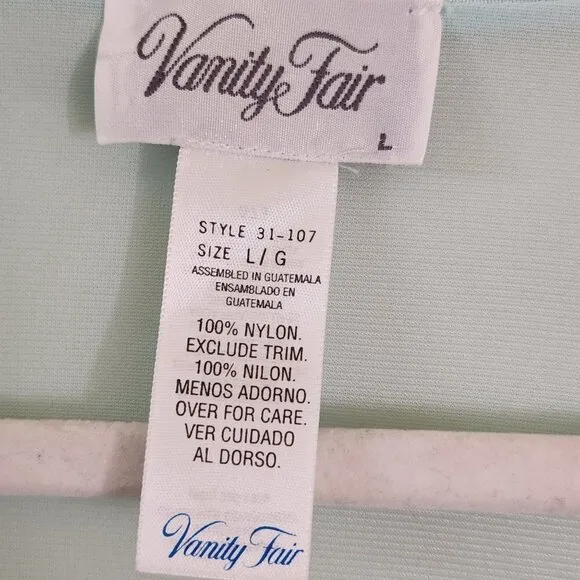 Vanity Fair
L
STYLE 31-107
SIZE L/G
ASSEMBLED IN GUATEMALA
ENSAMBLADO EN
GUATEMALA
100% NYLON.
EXCLUDE TRIM.
100% NILON.
MENOS ADORNO.
OVER FOR CARE.
VER CUIDADO
AL DORSO.
Vanity Fair